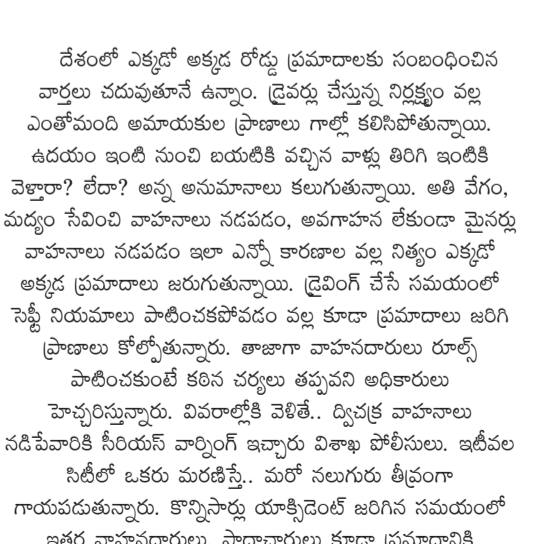 దేశంలో ఎక్కడో అక్కడ రోడ్డు ప్రమాదాలకు సంబంధించిన
వార్తలు చదువుతూనే ఉన్నాం. డ్రైవర్లు చేస్తున్న నిర్లక్ష్యం వల్ల
ఎంతోమంది అమాయకుల ప్రాణాలు గాల్లో కలిసిపోతున్నాయి.
ఉదయం ఇంటి నుంచి బయటికి వచ్చిన వాళ్లు తిరిగి ఇంటికి
వెళ్తారా? లేదా? అన్న అనుమానాలు కలుగుతున్నాయి. అతి వేగం,
మద్యం సేవించి వాహనాలు నడపడం, అవగాహన లేకుండా మైనర్లు
వాహనాలు నడపడం ఇలా ఎన్నో కారణాల వల్ల నిత్యం ఎక్కడో
అక్కడ ప్రమాదాలు జరుగుతున్నాయి. డ్రైవింగ్ చేసే సమయంలో
సెఫ్టీ నియమాలు పాటించకపోవడం వల్ల కూడా ప్రమాదాలు జరిగి
ప్రాణాలు కోల్పోతున్నారు. తాజాగా వాహనదారులు రూల్స్
పాటించకుంటే కఠిన చర్యలు తప్పవని అధికారులు
హెచ్చరిస్తున్నారు. వివరాల్లోకి వెళితే.. ద్విచక్ర వాహనాలు
నడిపేవారికి సీరియస్ వార్నింగ్ ఇచ్చారు విశాఖ పోలీసులు. ఇటీవల
సిటీలో ఒకరు మరణిస్తే.. మరో నలుగురు తీవ్రంగా
గాయపడుతున్నారు. కొన్నిసార్లు యాక్సిడెంట్ జరిగిన సమయంలో
ఇతర వాహనదారులు, పాదాచారులు కూడా ప్రమాదానికి